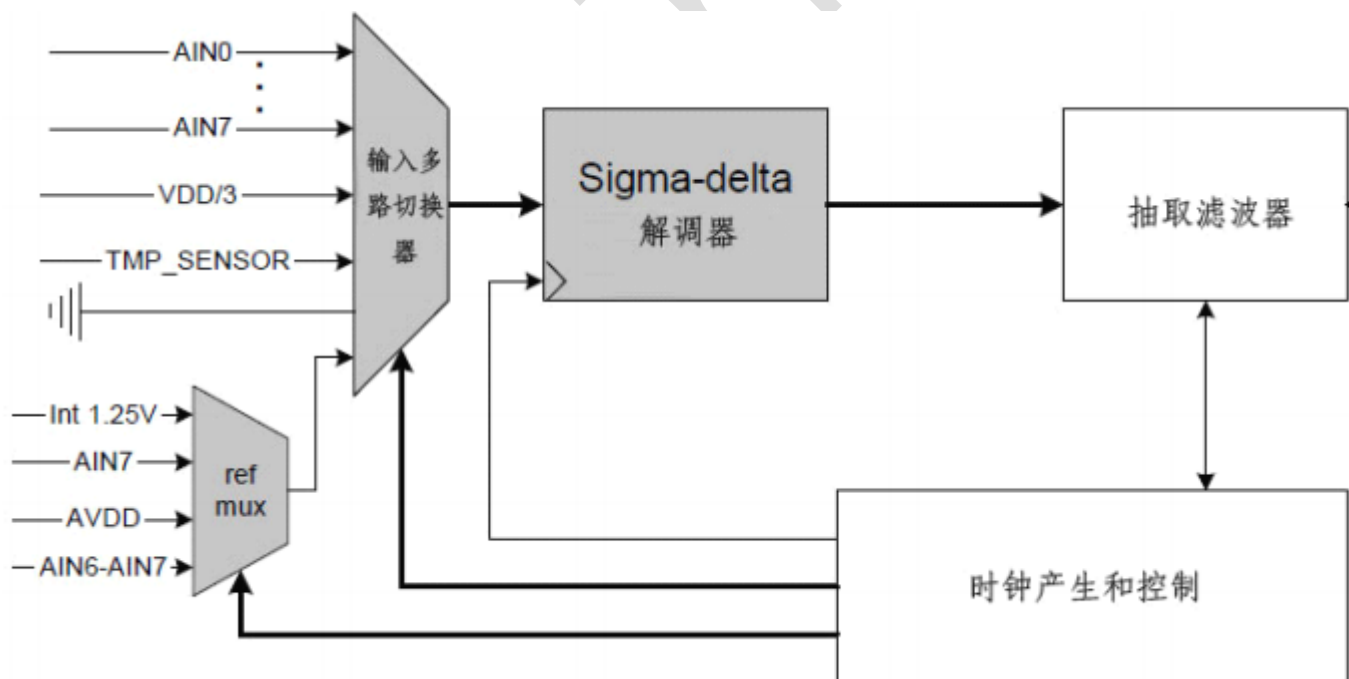 AIN0
AIN7
VDD/3
TMP_SENSOR
输入多
路切换
器
Sigma-delta
解调器
抽取滤波器
Int 1.25V
AIN7
AVDD
AIN6-AIN7
ref
mux
时钟产生和控制